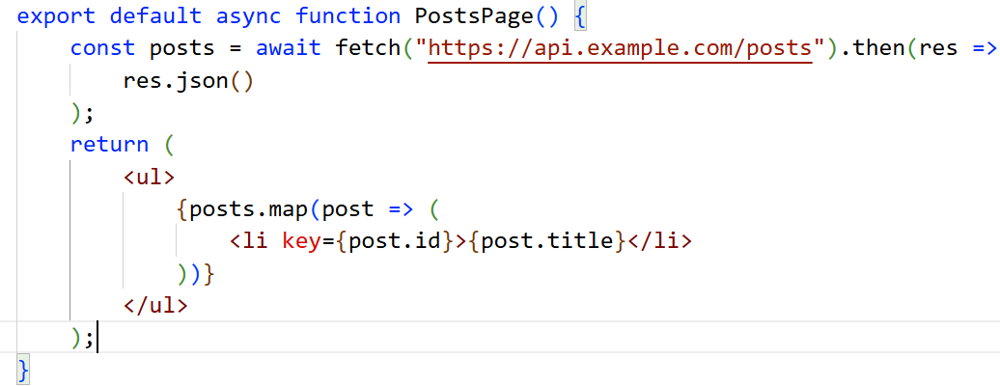 export default async function PostsPage() {
    const posts = await fetch("https://api.example.com/posts").then(res =>
        res.json()
    );
    return (
        <ul>
            {posts.map(post => (
                <li key={post.id}>{post.title}</li>
            ))}
        </ul>
    );
}